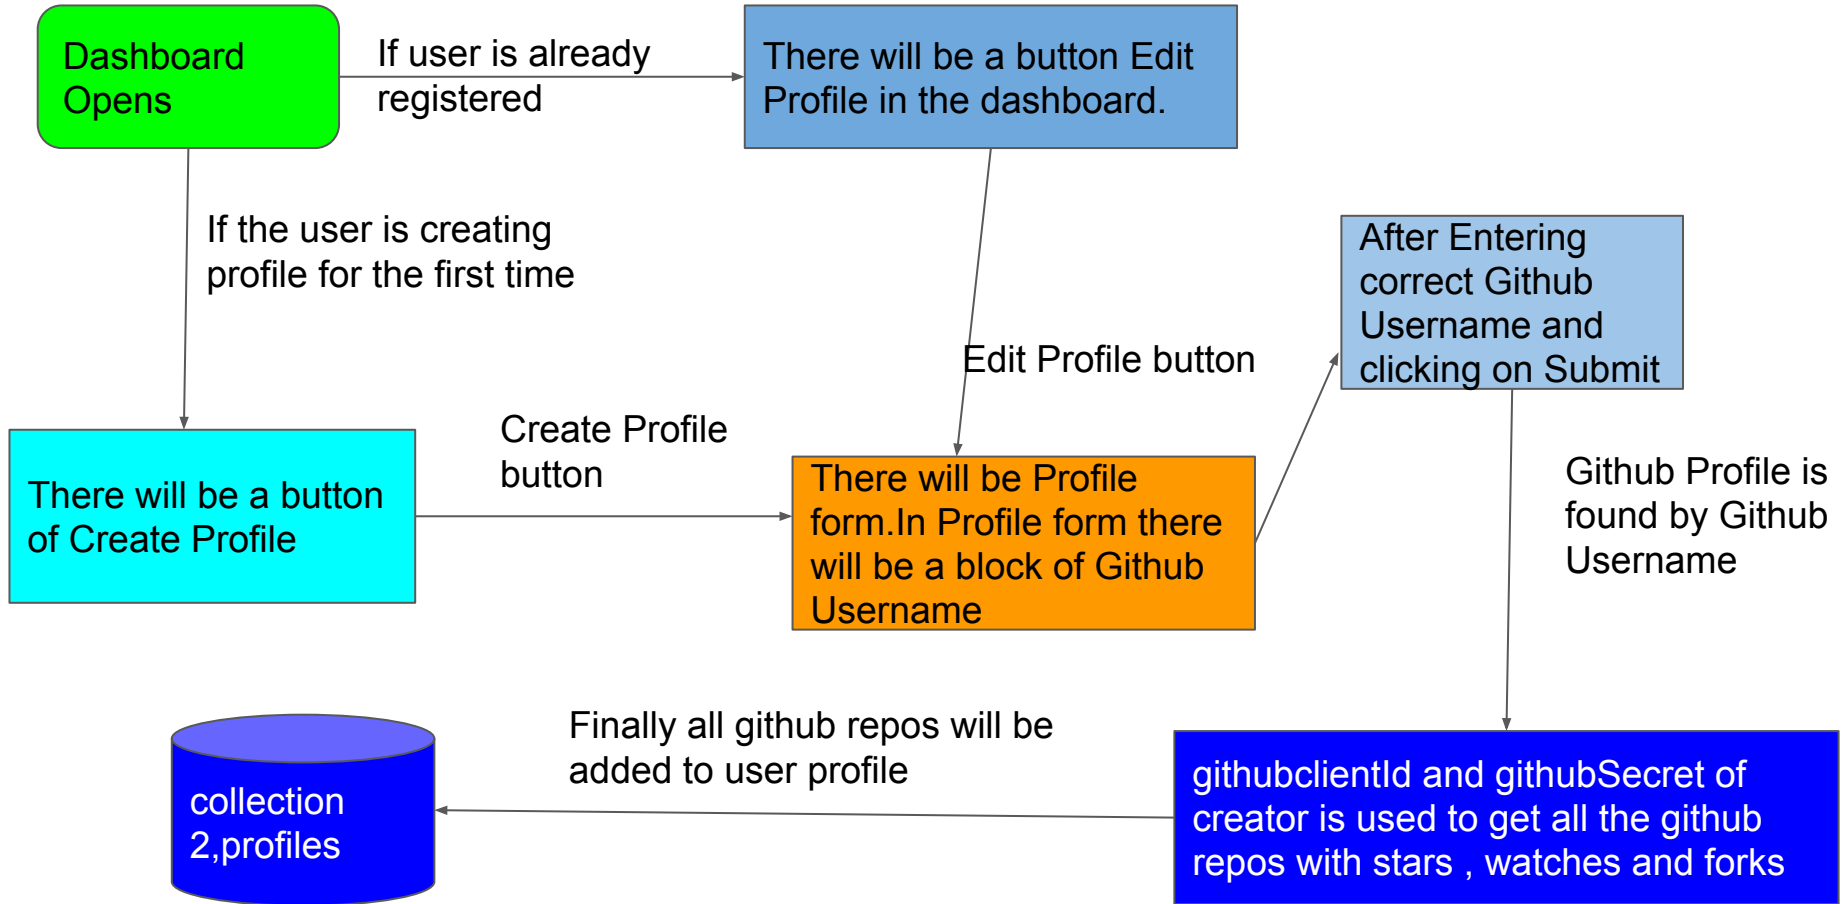 Dashboard
Opens
If user is already
registered
There will be a button Edit
Profile in the dashboard.
If the user is creating
profile for the first time
After Entering
correct Github
Username and
clicking on Submit
Edit Profile button
There will be a button
of Create Profile
Create Profile
button
There will be Profile
form.In Profile form there
will be a block of Github
Username
Github Profile is
found by Github
Username
githubclientId and githubSecret of
creator is used to get all the github
repos with stars , watches and forks
Finally all github repos will be
added to user profile
collection
2,profiles